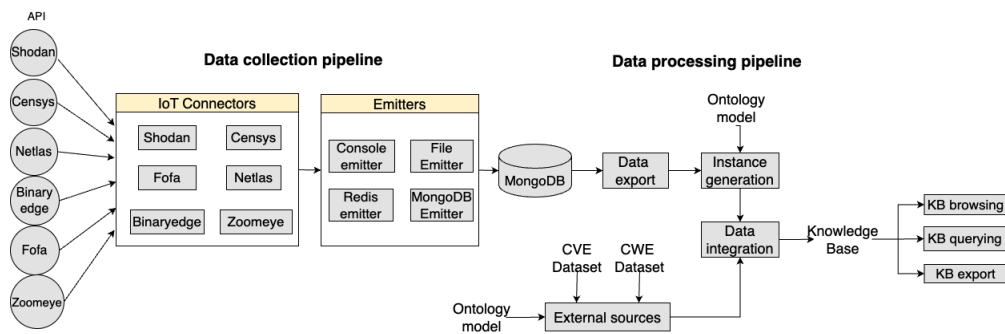 API
Shodan
Censys
Netlas
Binary
edge
Fofa
Zoomeye
Data collection pipeline
IoT Connectors
Shodan
Censys
Fofa
Netlas
Binaryedge
Zoomeye
Emitters
Console
emitter
File
Emitter
Redis
emitter
MongoDB
Emitter
Data processing pipeline
MongoDB
Data
export
Ontology
model
Instance
generation
Data
integration
CVE
Dataset
CWE
Dataset
Ontology
model
External sources
Knowledge
Base
KB browsing
KB querying
KB export